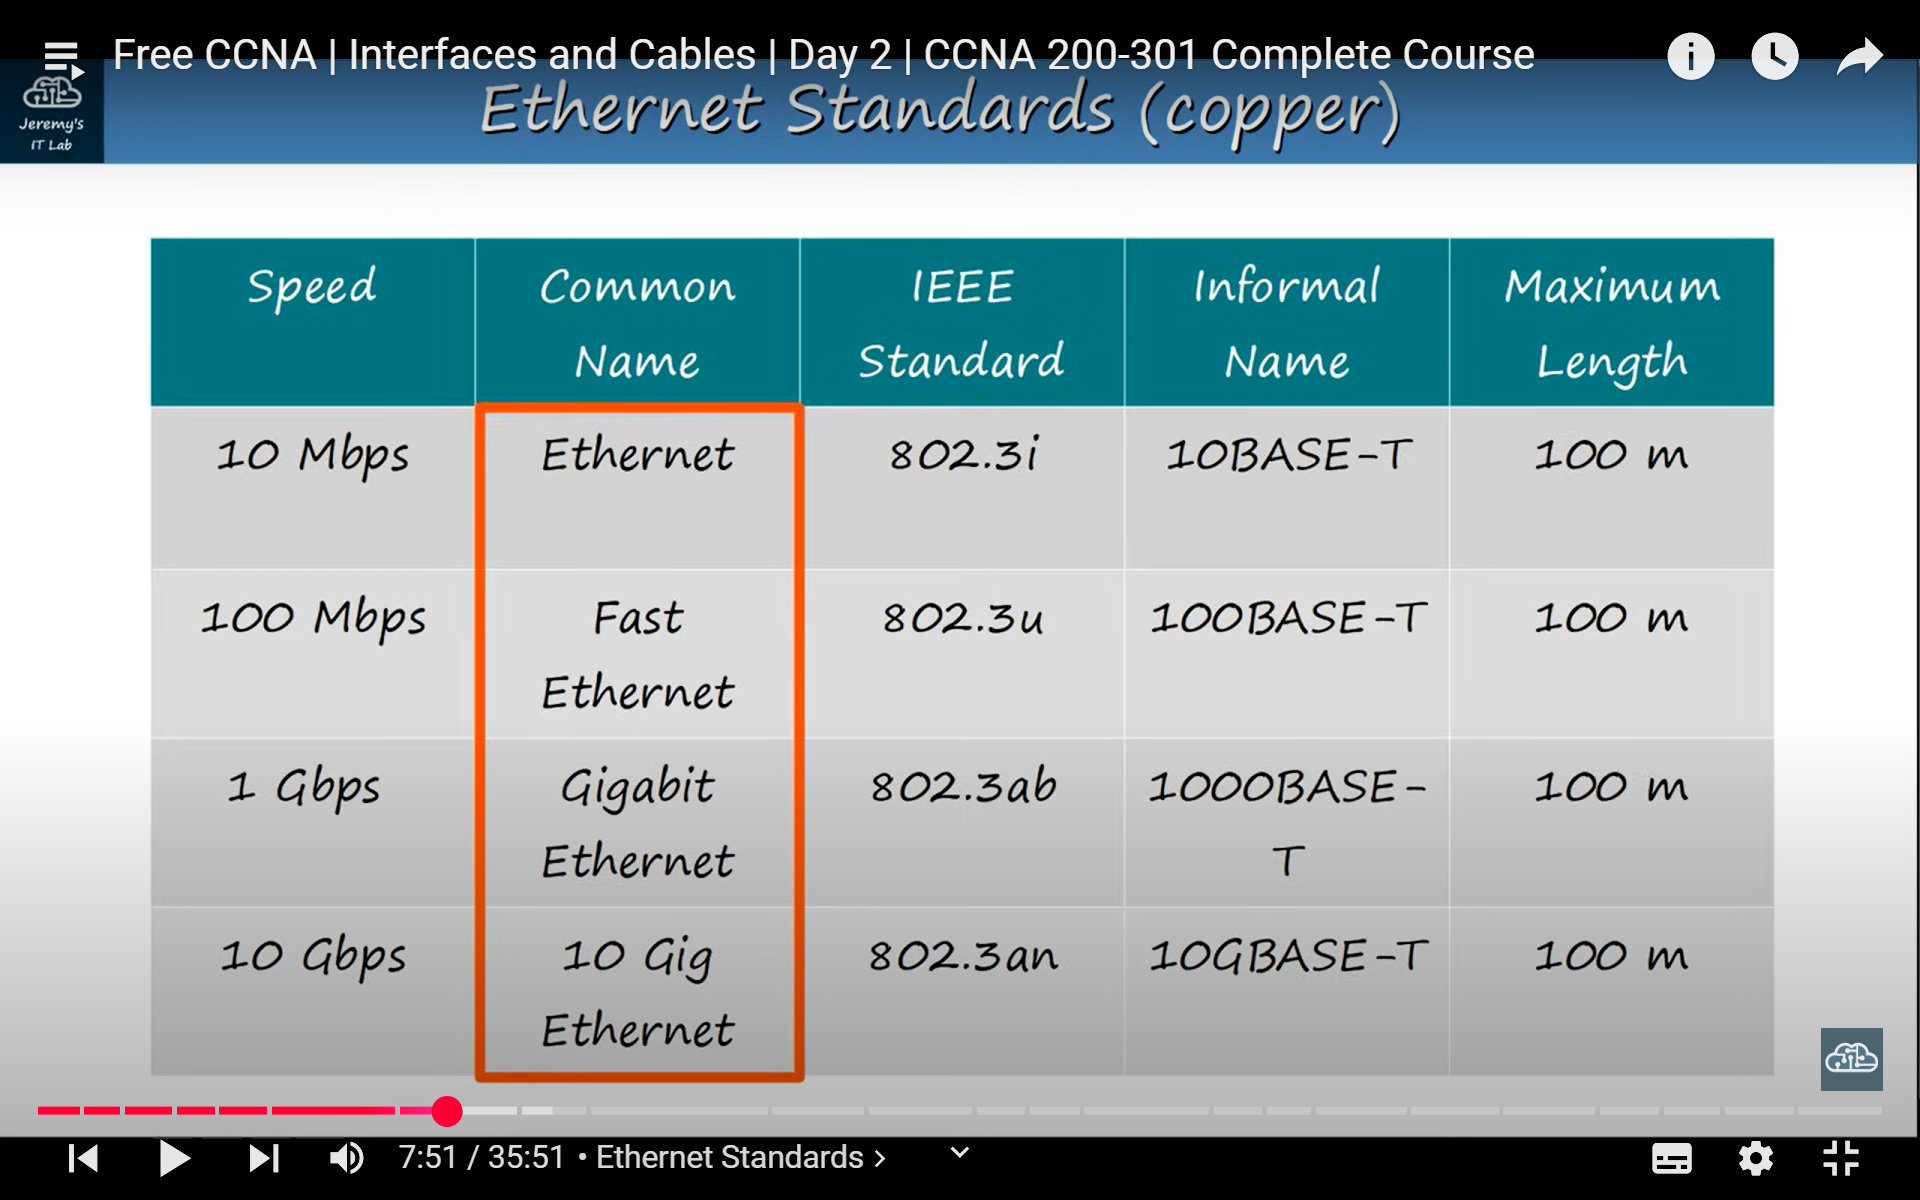 Free CCNA | Interfaces and Cables | Day 2 | CCNA 200-301 Complete Course
Jeremy's
IT Lab
Ethernet Standards (copper)
Speed
Common
Name
IEEE
Standard
Informal
Name
Maximum
Length
10 Mbps
Ethernet
802.3i
10BASE-T
100 m
100 Mbps
Fast
Ethernet
802.3u
100BASE-T
100 m
1 Gbps
Gigabit
Ethernet
802.3ab
1000BASE-
T
100 m
10 Gbps
10 Gig
Ethernet
802.3an
10GBASE-T
100 m
7:51 / 35:51 • Ethernet Standards >